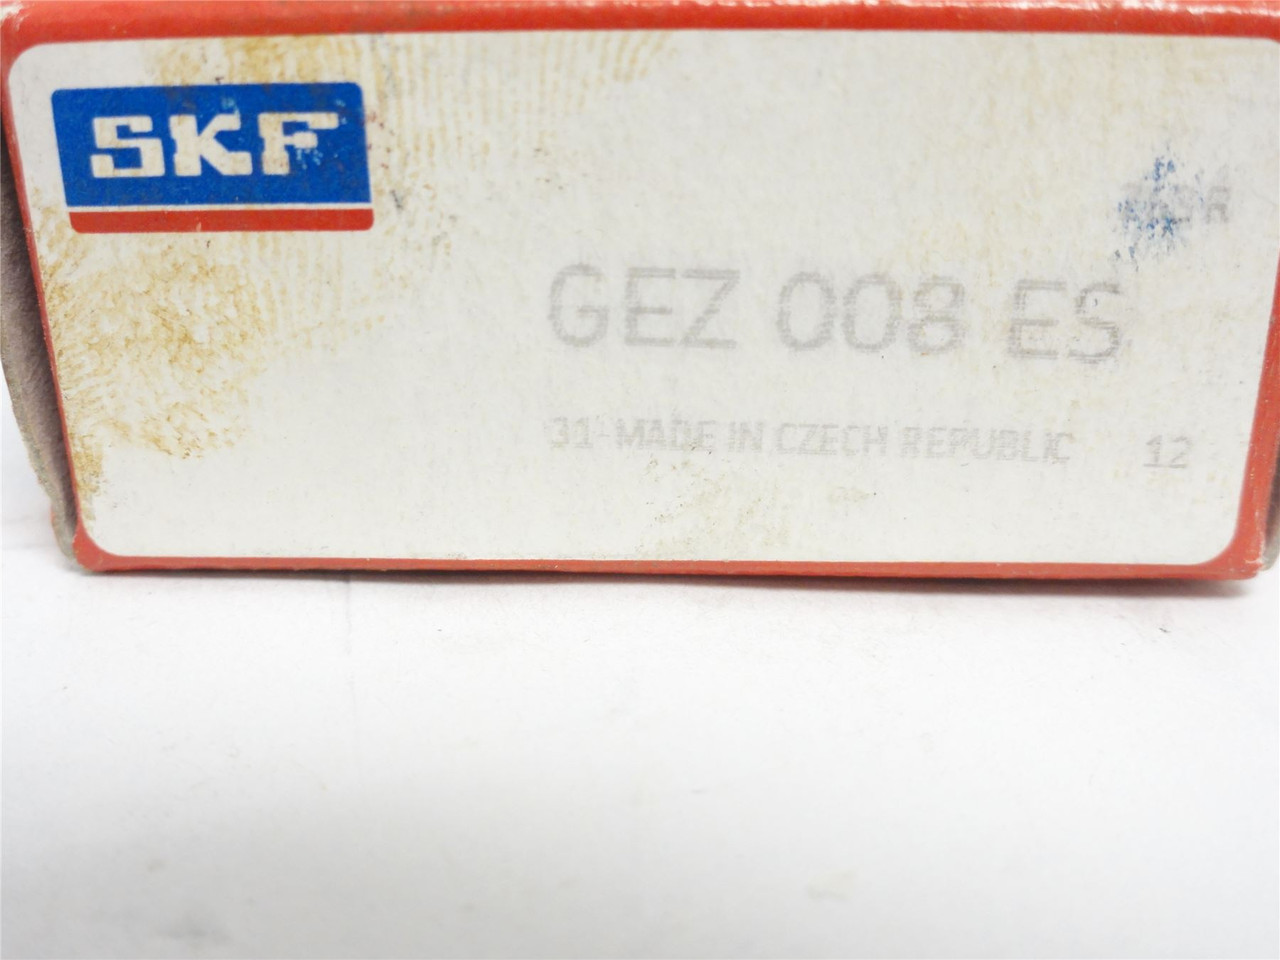 SKF
GEZ 008 ES
31 MADE IN CZECH REPUBLIC 12